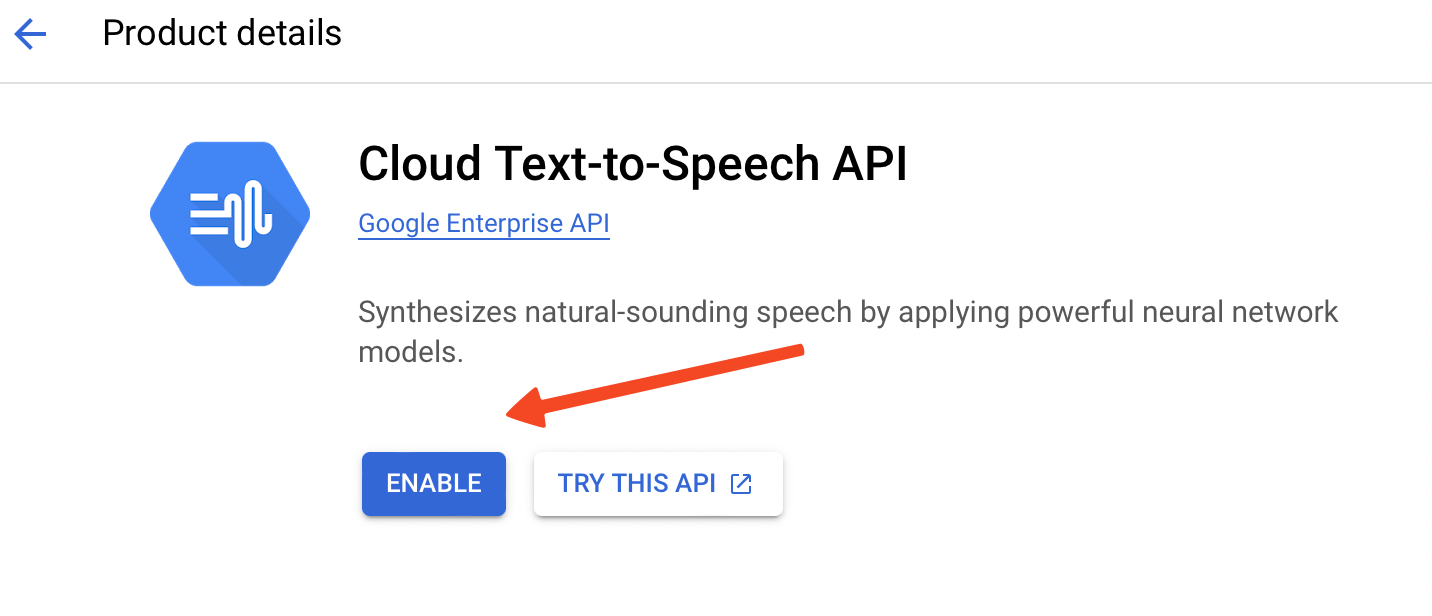 Product details
Cloud Text-to-Speech API
Google Enterprise API
Synthesizes natural-sounding speech by applying powerful neural network
models.
ENABLE
TRY THIS API